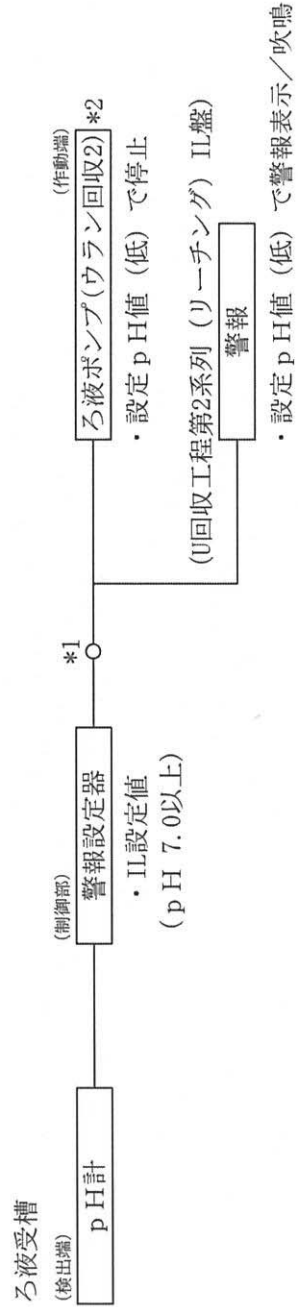 ろ液受槽
(検出端)
pH計
(制御部)
警報設定器
・IL設定値
(pH 7.0以上)
*1
(作動端)
ろ液ポンプ(ウラン回収2) *2
・設定pH値(低)で停止
(U回収工程第2系列(リーチング) IL盤)
警報
・設定pH値(低)で警報表示/吹鳴